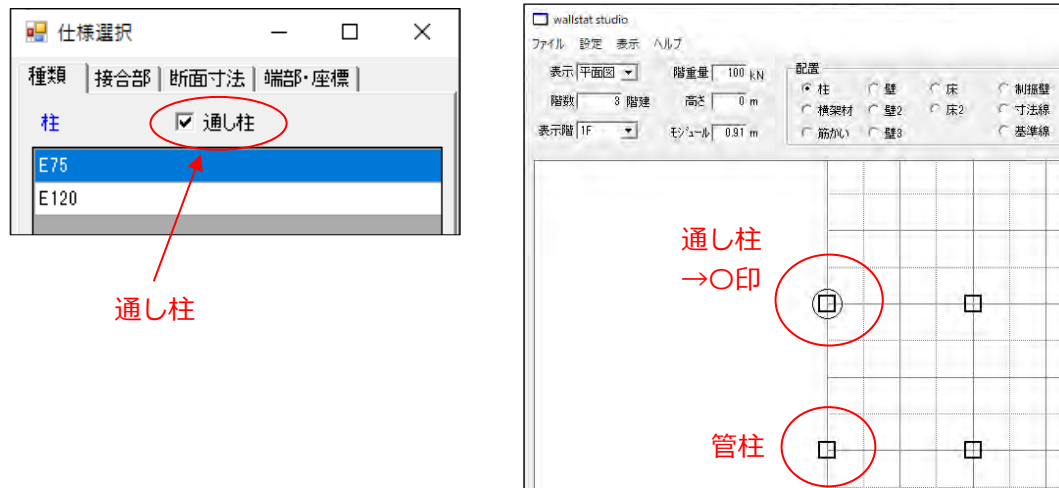 仕様選択
種類 接合部 断面寸法 端部・座標
柱 通し柱
E75
E120
通し柱
wallstat studio
ファイル 設定 表示 ヘルプ
表示 平面図 階重量 100 kN
階数 3 階建 高さ 0 m
表示階 1F モジュール 0.91 m
配置
柱 壁 床 制振壁
横架材 壁2 床2 寸法線
筋かい 壁3 基準線
通し柱
→〇印
管柱